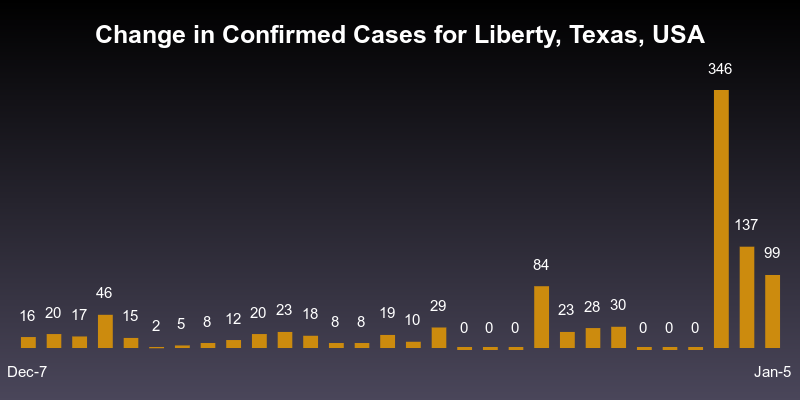 Change in Confirmed Cases for Liberty, Texas, USA
346
137
99
84
46
16 20 17 15 2 5 8 12 20 23 18 8 8 19 10 29 0 0 0 23 28 30 0 0 0
Dec-7 Jan-5